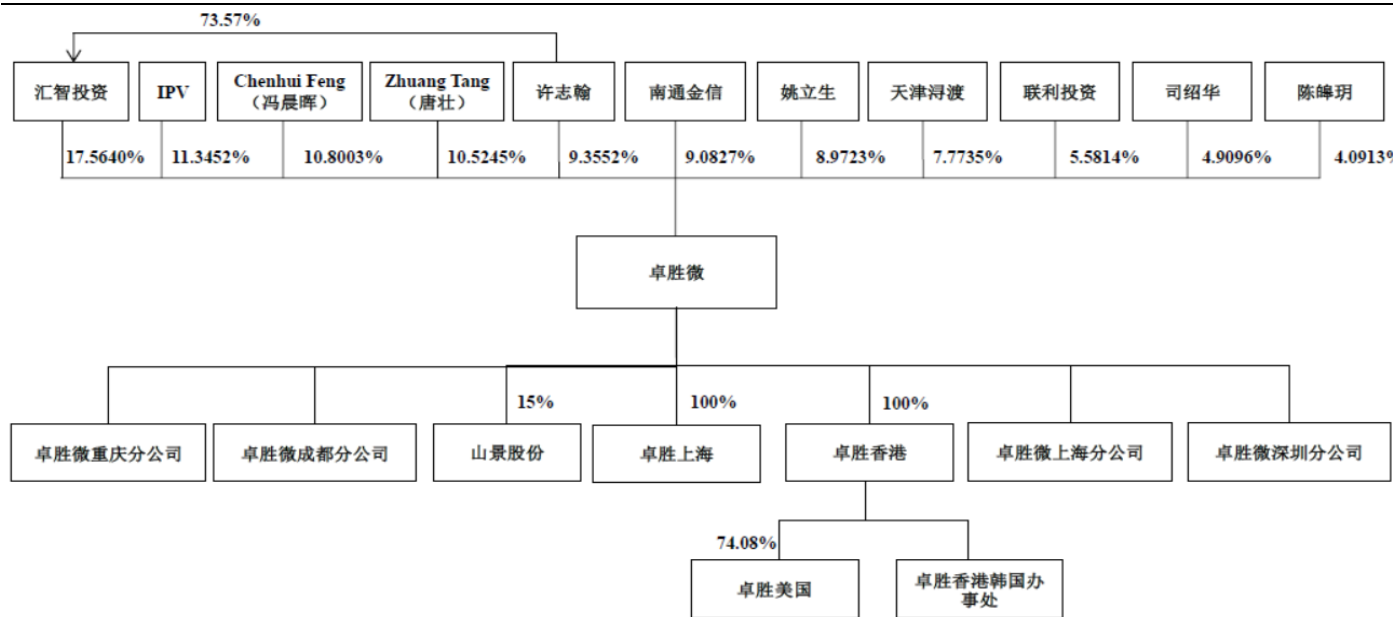 73.57%
汇智投资
IPV
Chenhui Feng
（冯晨晖）
Zhuang Tang
（唐壮）
许志翰
南通金信
姚立生
天津浔渡
联利投资
司绍华
陈皞玥
17.5640%
11.3452%
10.8003%
10.5245%
9.3552%
9.0827%
8.9723%
7.7735%
5.5814%
4.9096%
4.0913%
卓胜微
15%
100%
100%
卓胜微重庆分公司
卓胜微成都分公司
山景股份
卓胜上海
卓胜香港
卓胜微上海分公司
卓胜微深圳分公司
74.08%
卓胜美国
卓胜香港韩国办
事处